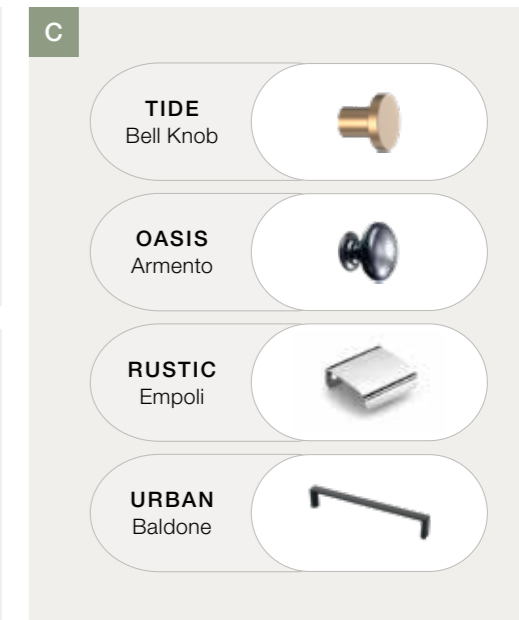 C
TIDE
Bell Knob
OASIS
Armento
RUSTIC
Empoli
URBAN
Baldone